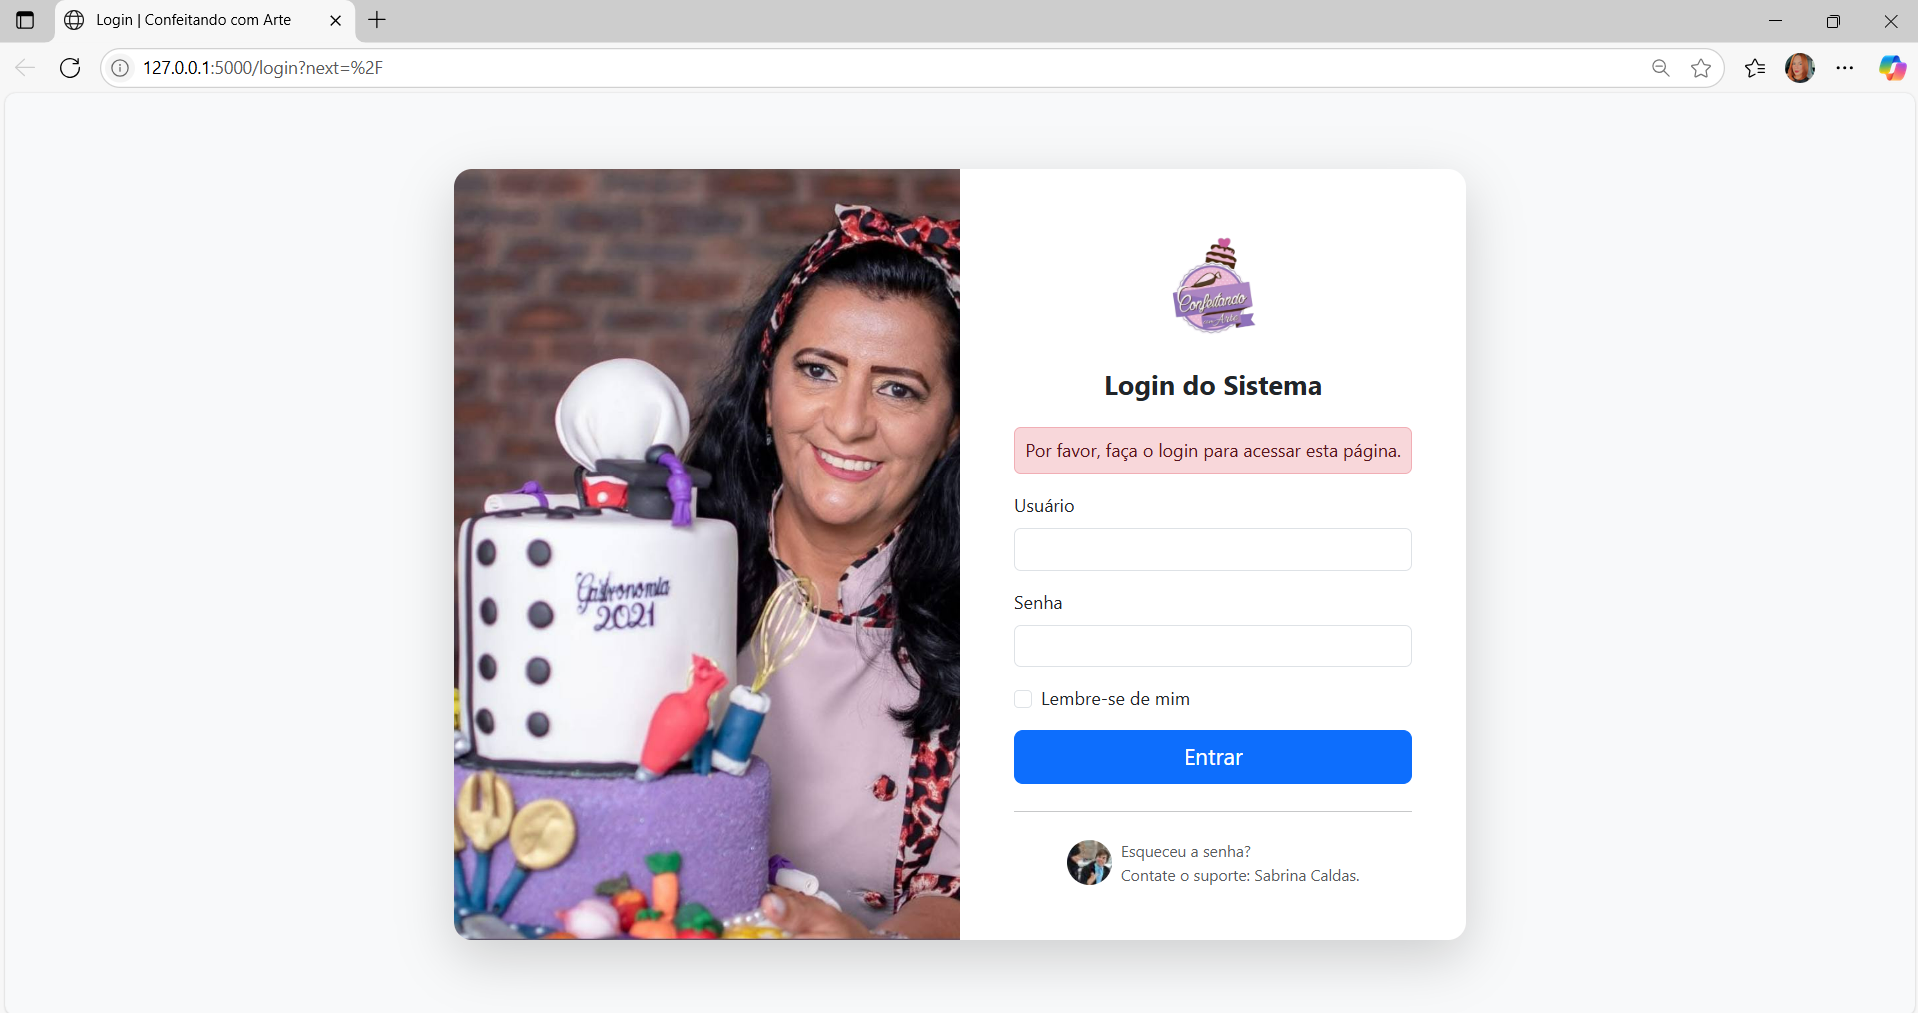 Login | Confeitando com Arte
127.0.0.1:5000/login?next=%2F
Gastronomia
2021
Confeitando
com Arte
Login do Sistema
Por favor, faça o login para acessar esta página.
Usuário
Senha
Lembre-se de mim
Entrar
Esqueceu a senha?
Contate o suporte: Sabrina Caldas.